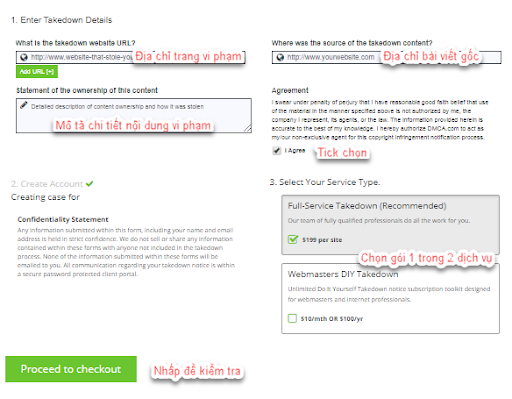 1. Enter Takedown Details
What is the takedown website URL?
http://www.website-that-stole-yo
Địa chỉ trang vi phạm
Add URL [+]
Where was the source of the takedown content?
http://www.yourwebsite.com
Địa chỉ bài viết gốc
Statement of the ownership of this content
Detailed description of content ownership and how it was stolen
Mô tả chi tiết nội dung vi phạm
Agreement
I swear under penalty of perjury that I have reasonable good faith belief that use
of the material in the manner specified above is not authorized by me, the
company I represent, its agents, or the law. The information provided herein is
accurate to the best of my knowledge. I hereby authorize DMCA.com to act as
my/our non-exclusive agent for this copyright infringement notification process.
I Agree
Tick chọn
2. Create Account
Creating case for
Confidentiality Statement
Any information submitted within this form, including your name and email
address is held in strict confidence. We do not sell or share any information
contained within these forms with anyone not included in the takedown
process. None of the information submitted within these forms will be
emailed to you. All communication regarding your takedown notice is within
a secure password protected client portal.
3. Select Your Service Type.
Full-Service Takedown (Recommended)
Our team of fully qualified professionals do all the work for you.
$199 per site
Chọn gói 1 trong 2 dịch vụ
Webmasters DIY Takedown
Unlimited Do It Yourself Takedown notice subscription toolkit designed
for webmasters and internet professionals.
$10/mth OR $100/yr
Proceed to checkout
Nhấp để kiểm tra